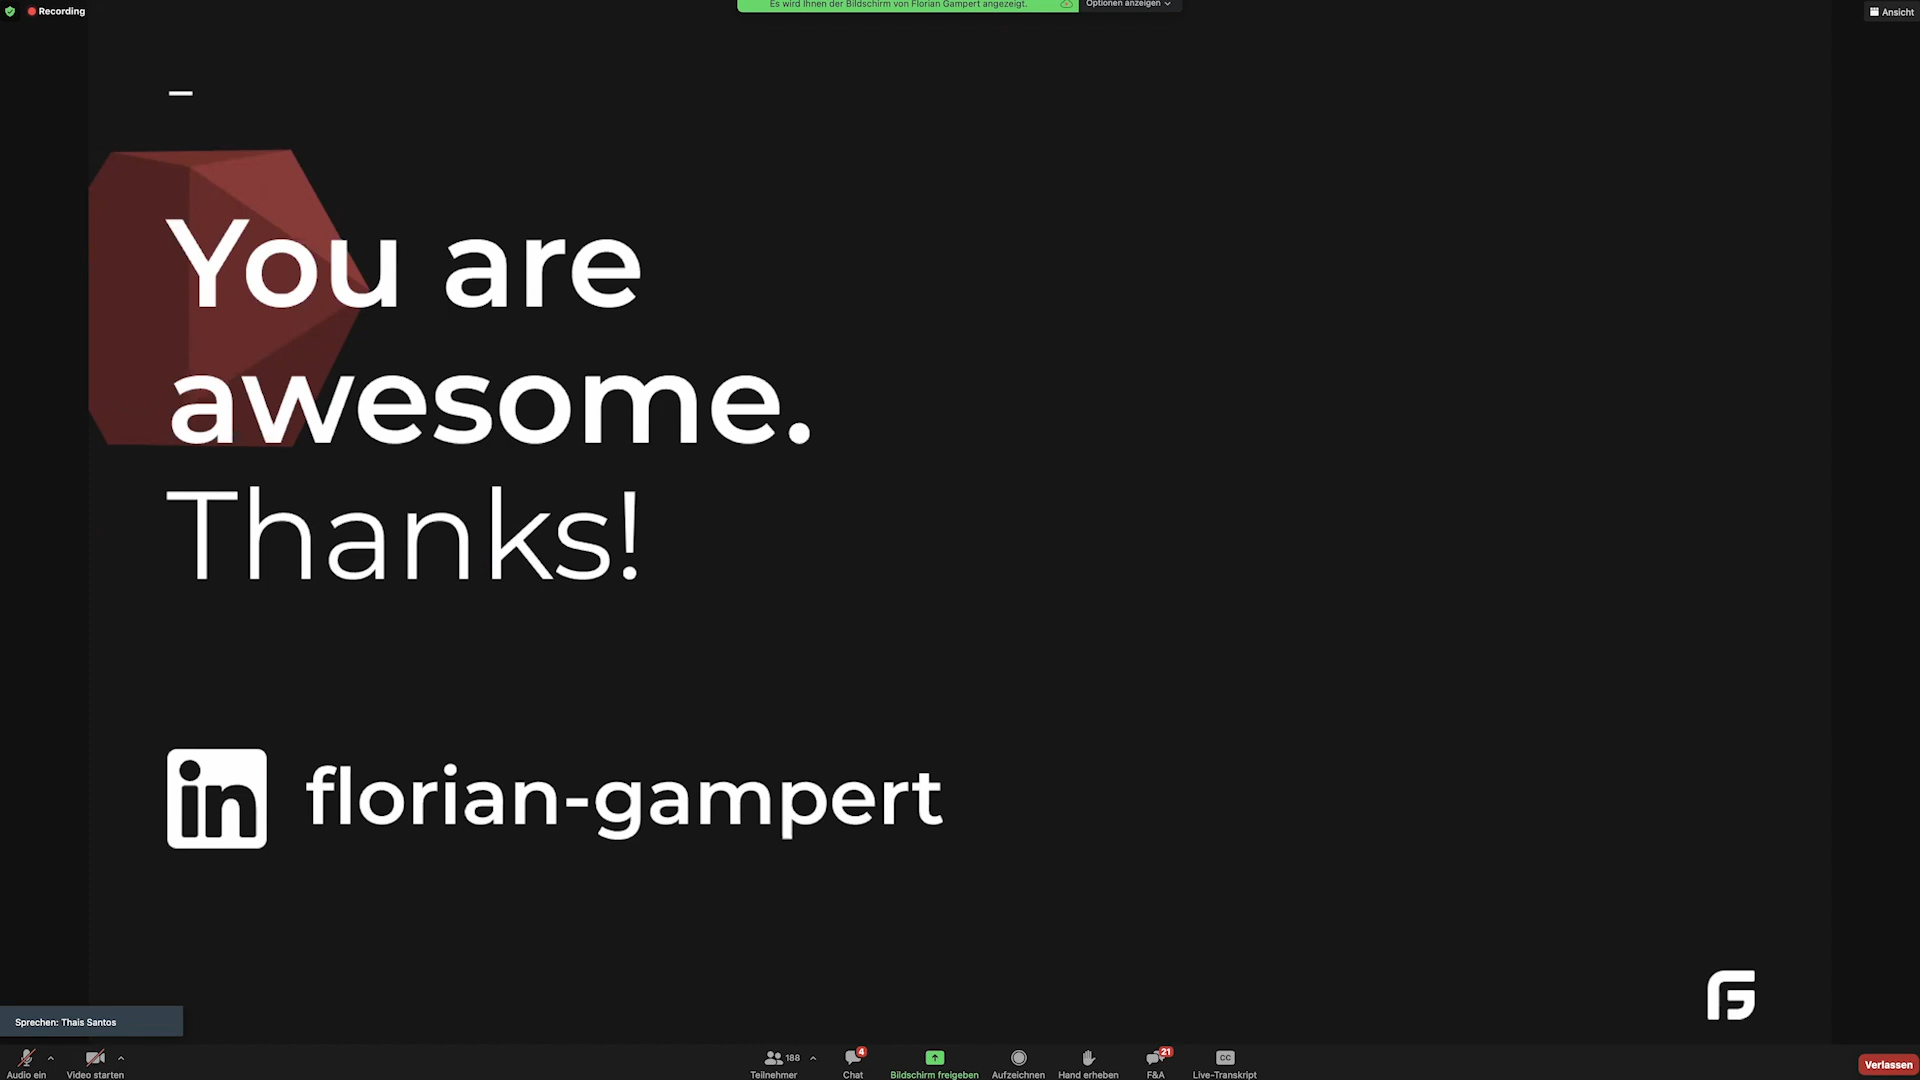 Recording
Es wird Ihnen der Bildschirm von Florian Gampert angezeigt.
Optionen anzeigen
Ansicht
You are
awesome.
Thanks!
in
florian-gampert
Sprechen: Thais Santos
Audio ein
Video starten
188
Teilnehmer
4
Chat
Bildschirm freigeben
Aufzeichnen
Hand erheben
21
F&A
CC
Live-Transkript
Verlassen